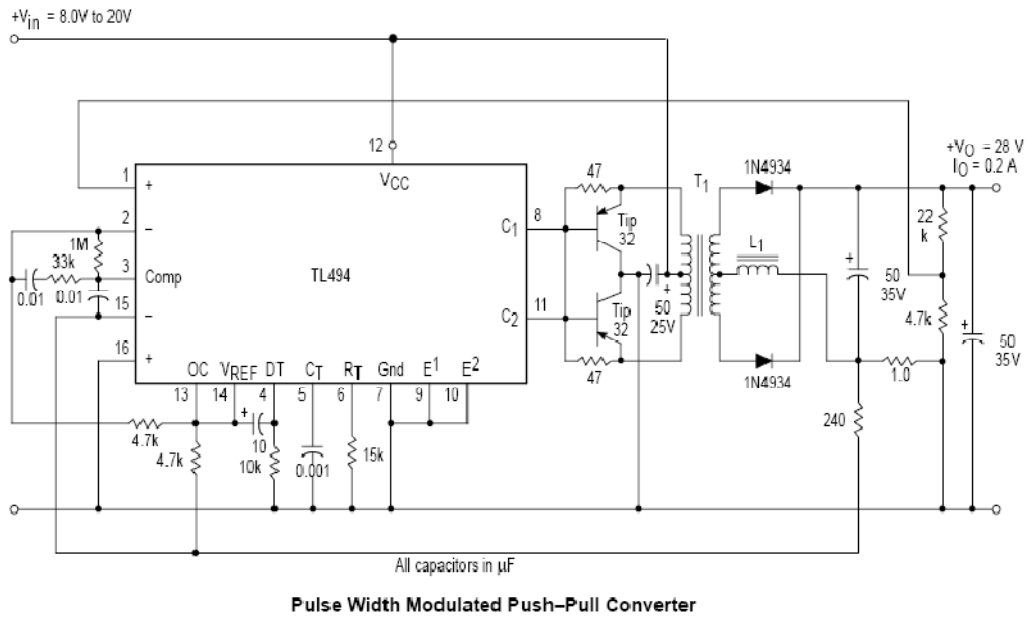 +Vin = 8.0V to 20V
+VO = 28 V
IO = 0.2 A
12
VCC
1
+
2
−
1M
33k
0.01
0.01
3
Comp
15
−
16
+
TL494
C1
8
C2
11
47
Tip
32
Tip
32
47
+
50
25V
T1
L1
1N4934
1N4934
+
50
35V
22
k
4.7k
+
50
35V
1.0
240
OC
VREF
DT
CT
RT
Gnd
E1
E2
13
14
4
5
6
7
9
10
4.7k
4.7k
+
10
10k
0.001
15k
All capacitors in µF
Pulse Width Modulated Push–Pull Converter